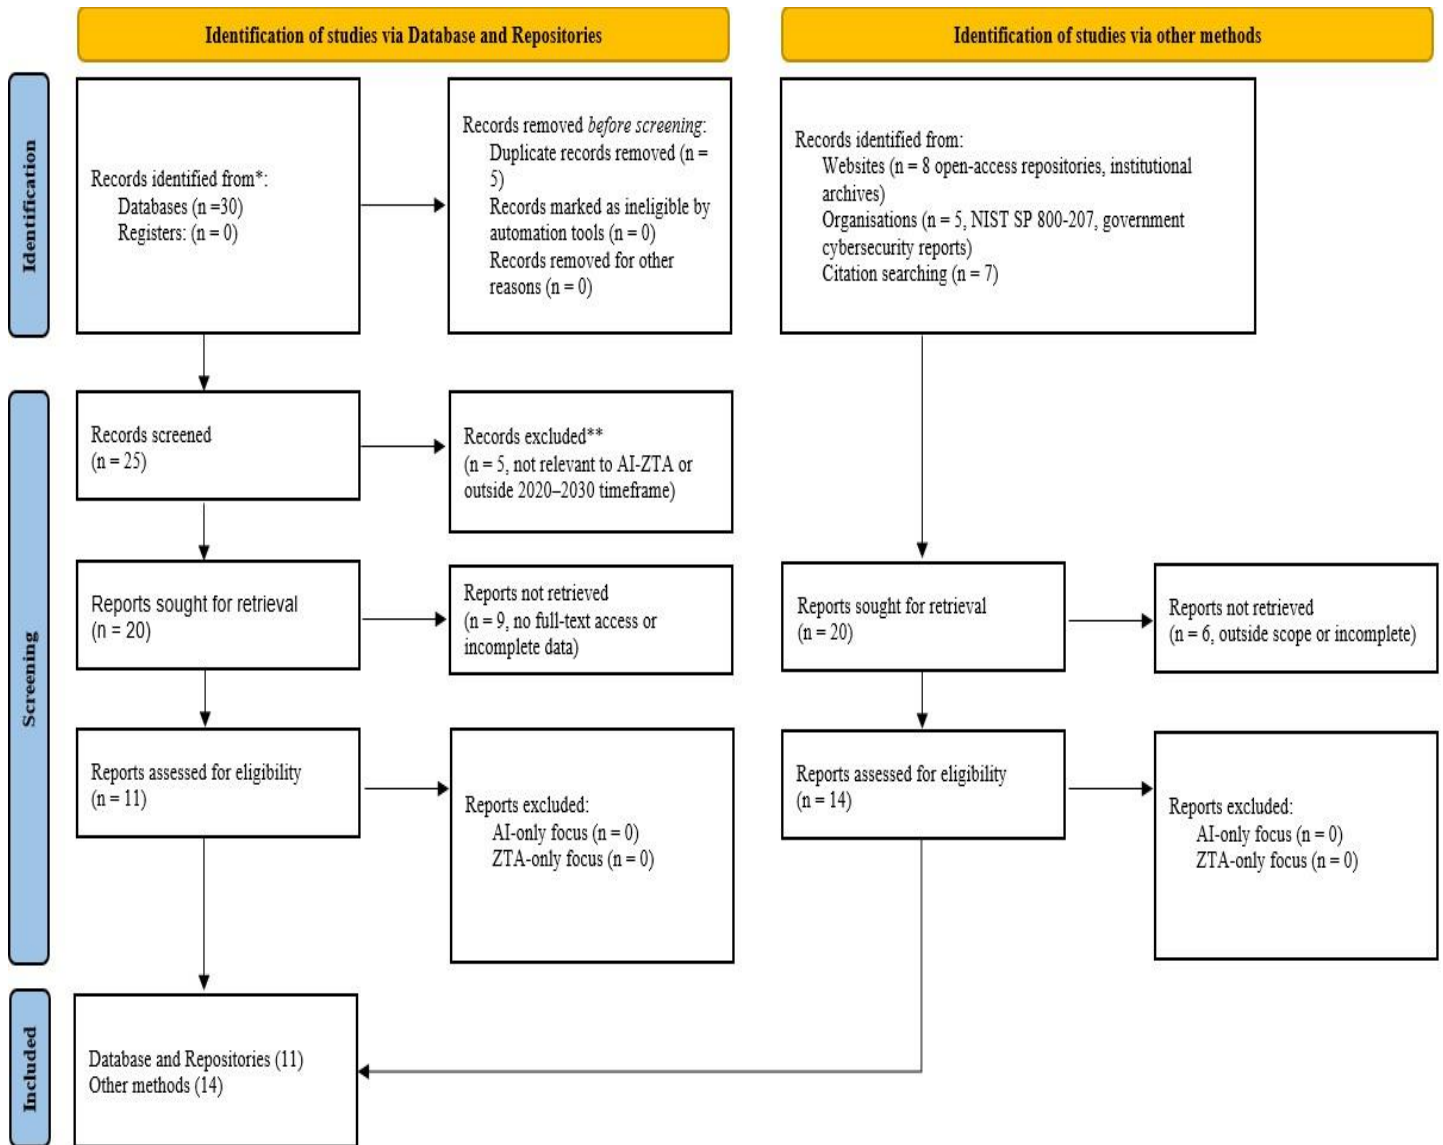 Identification of studies via Database and Repositories
Identification of studies via other methods
Identification
Records identified from*:
Databases (n =30)
Registers: (n = 0)
Records removed before screening:
Duplicate records removed (n =
5)
Records marked as ineligible by
automation tools (n = 0)
Records removed for other
reasons (n = 0)
Records identified from:
Websites (n = 8 open-access repositories, institutional
archives)
Organisations (n = 5, NIST SP 800-207, government
cybersecurity reports)
Citation searching (n = 7)
Screening
Records screened
(n = 25)
Records excluded**
(n = 5, not relevant to AI-ZTA or
outside 2020–2030 timeframe)
Reports sought for retrieval
(n = 20)
Reports not retrieved
(n = 9, no full-text access or
incomplete data)
Reports sought for retrieval
(n = 20)
Reports not retrieved
(n = 6, outside scope or incomplete)
Reports assessed for eligibility
(n = 11)
Reports excluded:
AI-only focus (n = 0)
ZTA-only focus (n = 0)
Reports assessed for eligibility
(n = 14)
Reports excluded:
AI-only focus (n = 0)
ZTA-only focus (n = 0)
Included
Database and Repositories (11)
Other methods (14)